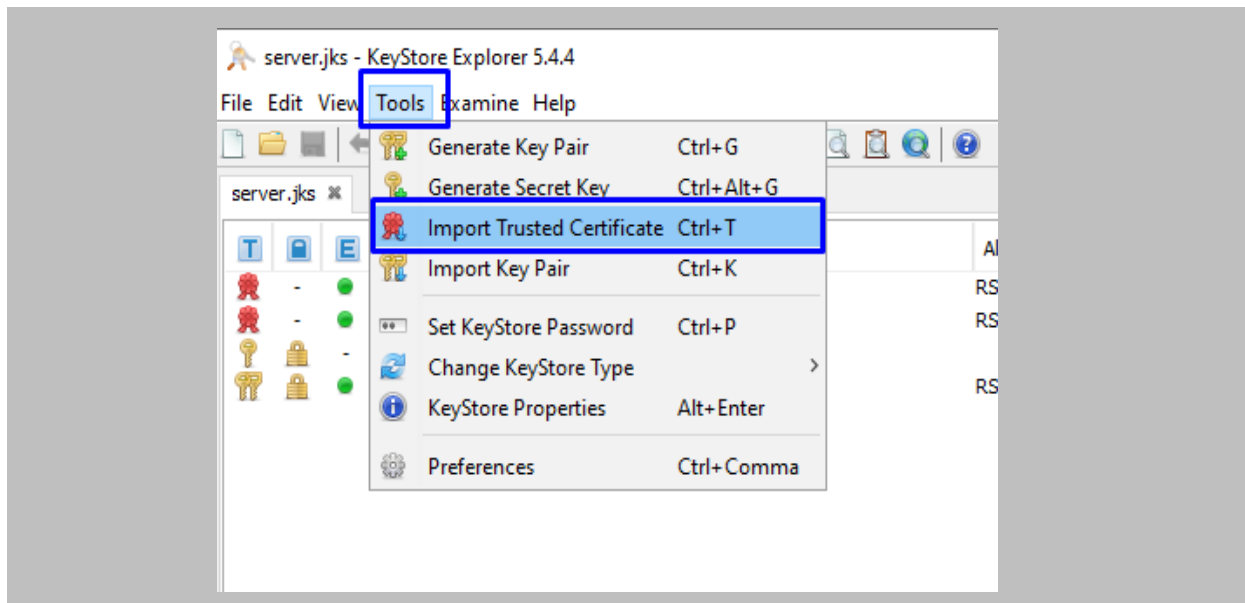 server.jks - KeyStore Explorer 5.4.4
File Edit View Tools Examine Help
Generate Key Pair Ctrl+G
server.jks
Generate Secret Key Ctrl+Alt+G
Import Trusted Certificate Ctrl+T
T E
Import Key Pair Ctrl+K
RS
Set KeyStore Password Ctrl+P
RS
Change KeyStore Type
RS
KeyStore Properties Alt+Enter
Preferences Ctrl+Comma